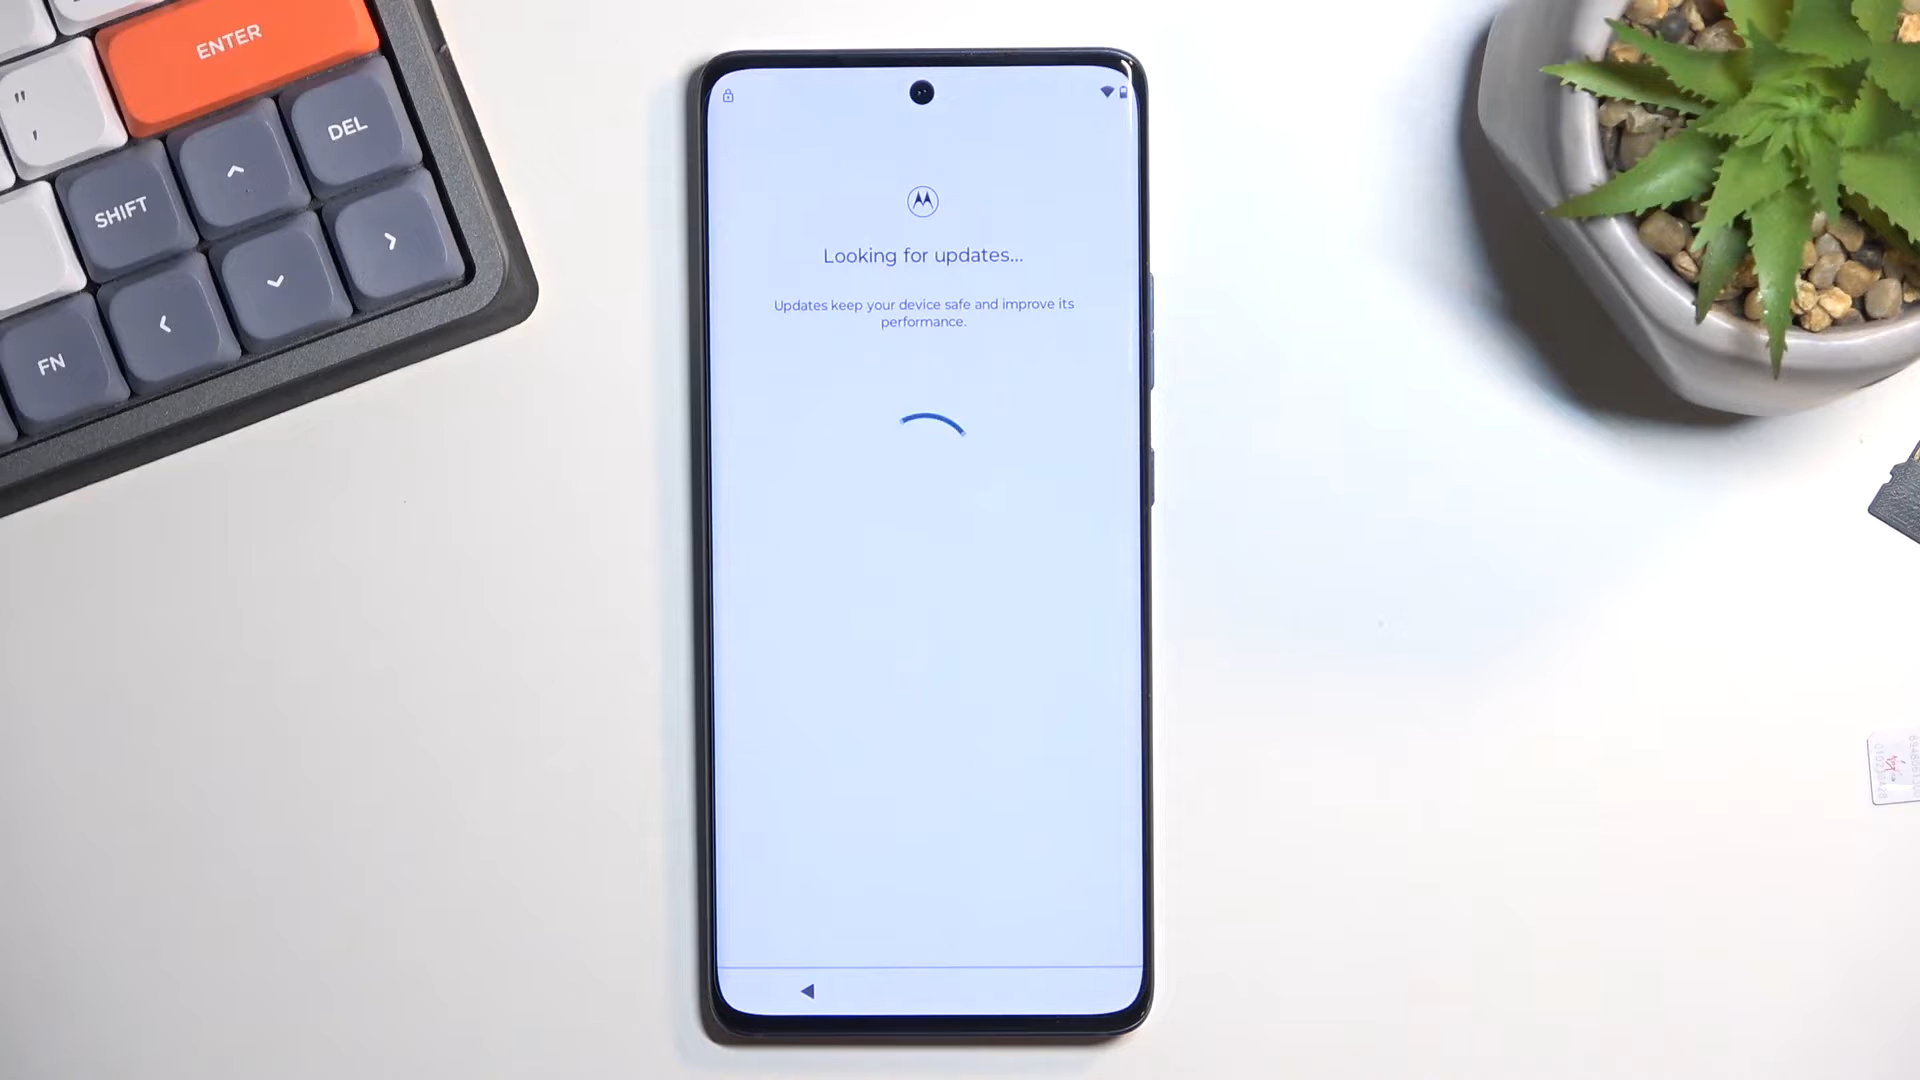 ENTER
"
,
DEL
SHIFT
FN
Looking for updates...
Updates keep your device safe and improve its
performance.